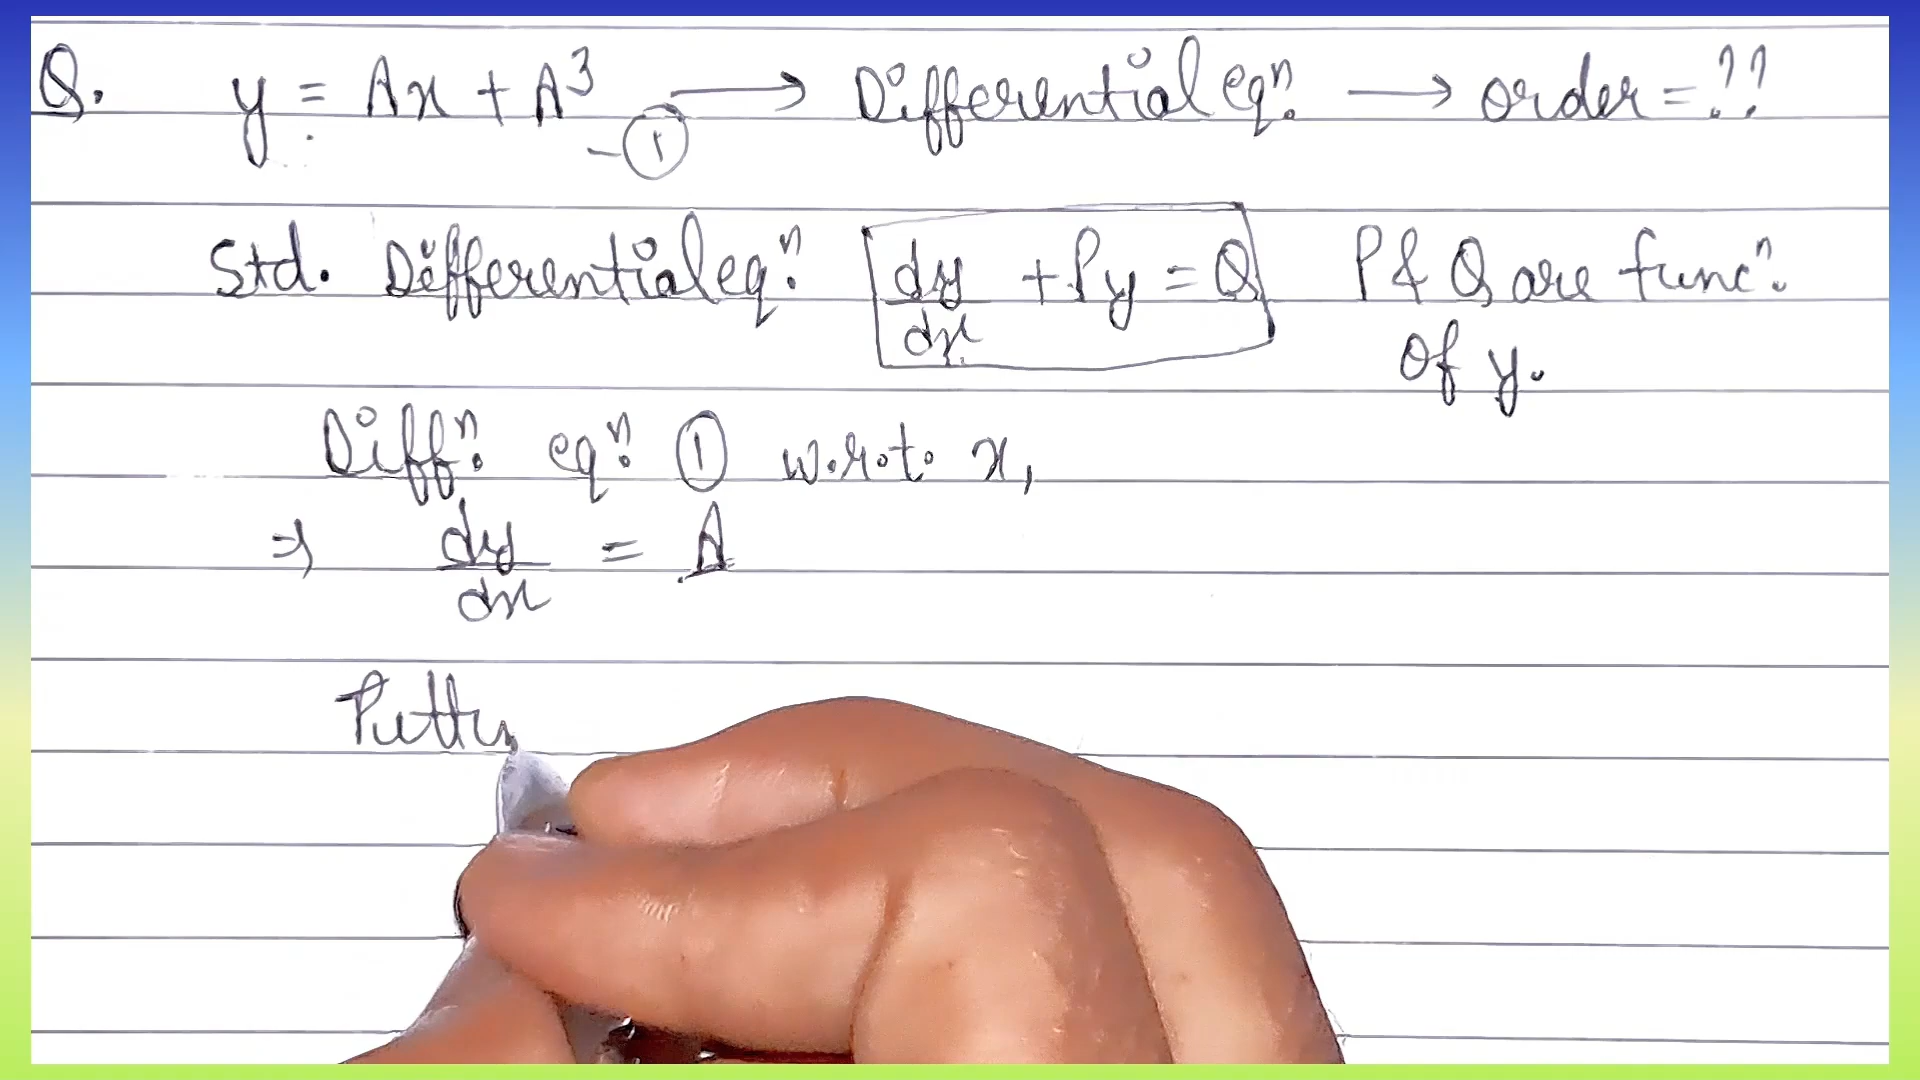 Q. y = Ax + A³ -① → Differential eqⁿ. → order = ??
Std. Differential eqⁿ. dy/dx + Py = Q P & Q are funcⁿ.
of y.
Diffⁿ. eqⁿ. ① w.r.t. x,
⇒ dy/dx = A
Puttin